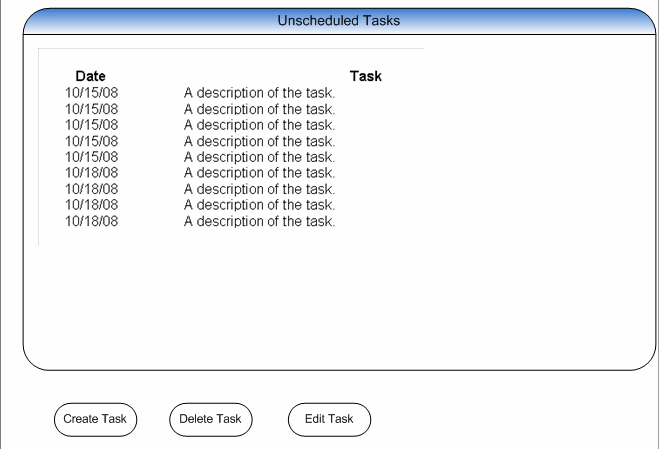 Unscheduled Tasks
Date Task
10/15/08 A description of the task.
10/15/08 A description of the task.
10/15/08 A description of the task.
10/15/08 A description of the task.
10/15/08 A description of the task.
10/18/08 A description of the task.
10/18/08 A description of the task.
10/18/08 A description of the task.
10/18/08 A description of the task.
Create Task Delete Task Edit Task